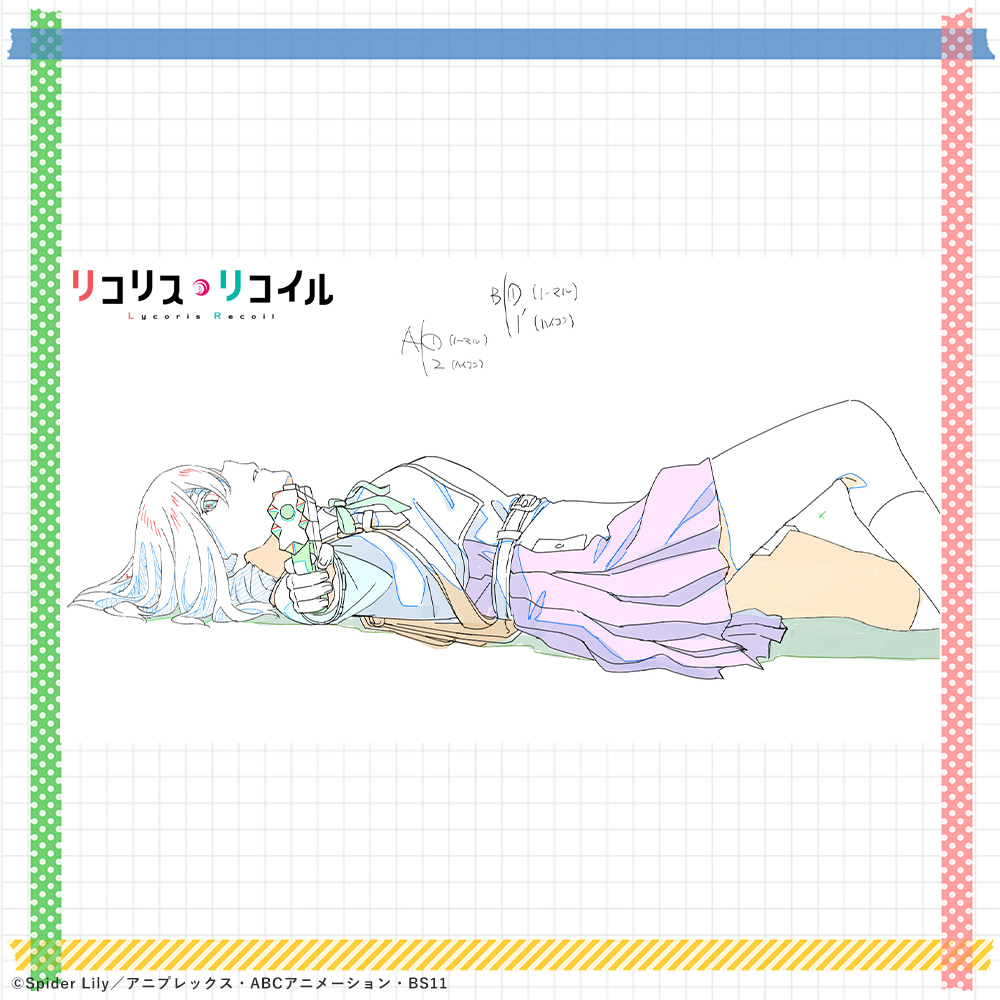 リコリス・リコイル
Lycoris Recoil
B ① (ノーマル)
1' (ハイコン)
A ① (ノーマル)
2 (ハイコン)
©Spider Lily／アニプレックス・ABCアニメーション・BS11